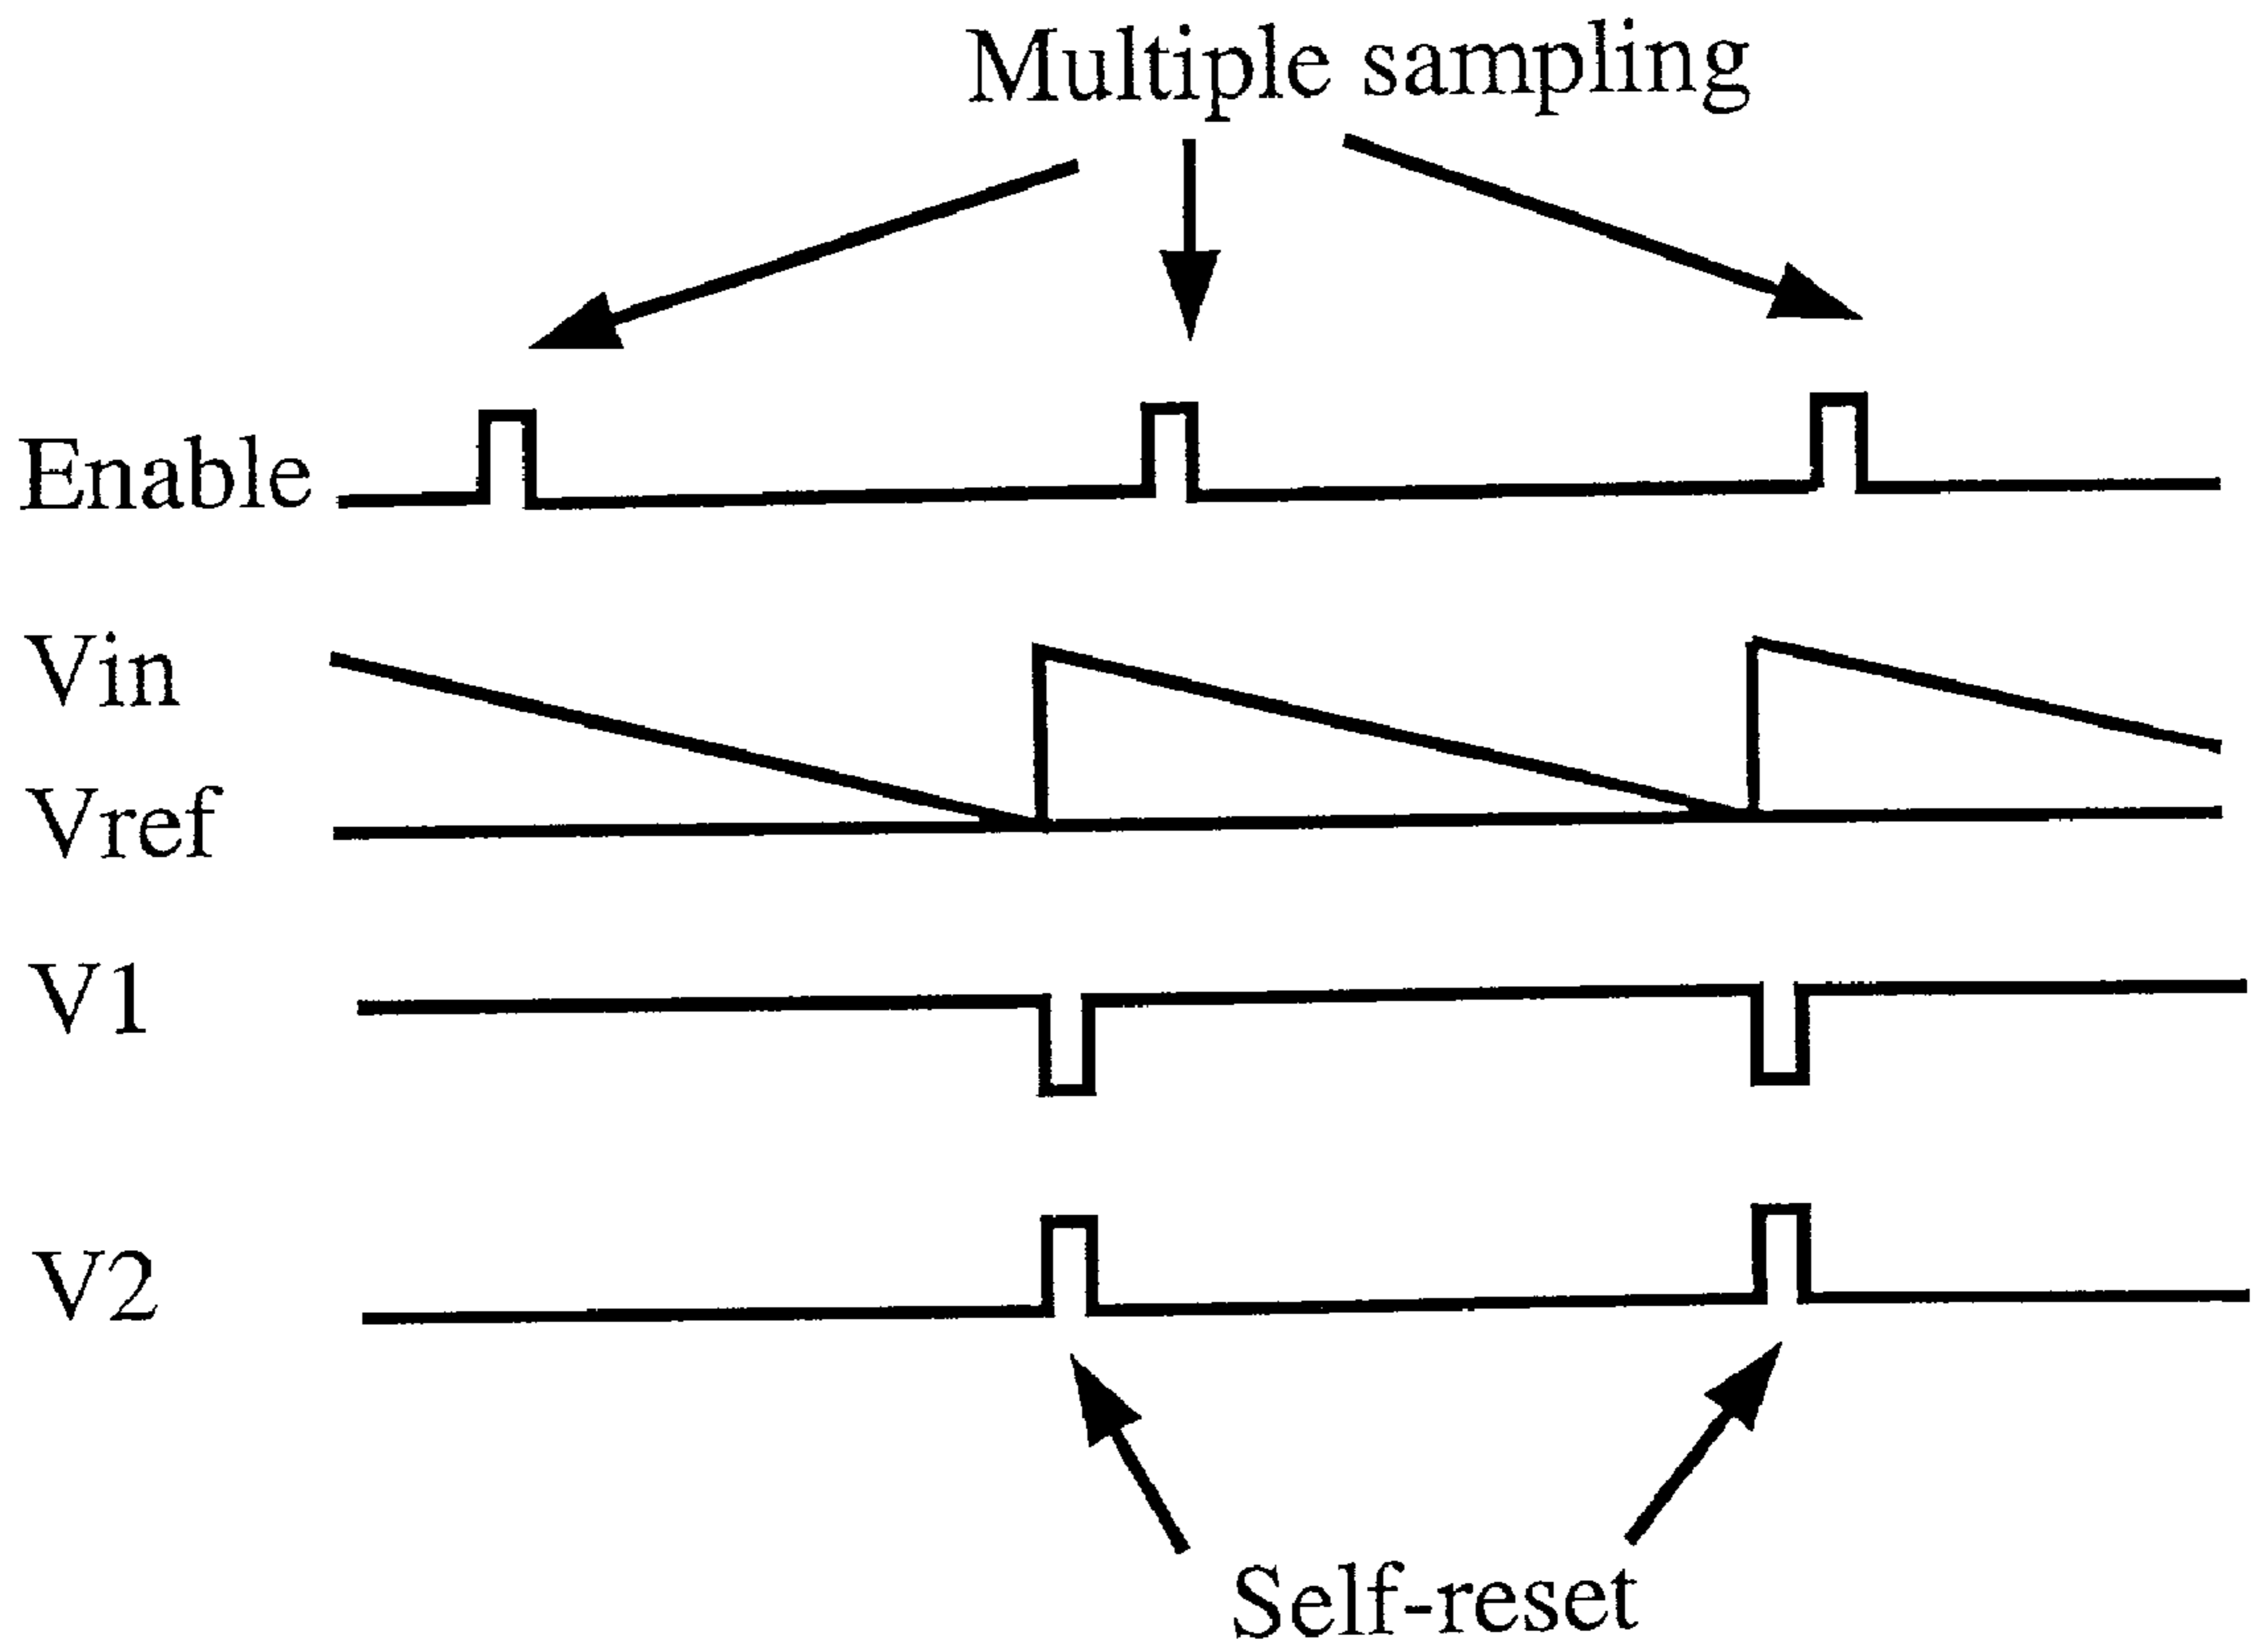 Multiple sampling
Enable
Vin
Vref
V1
V2
Self-reset